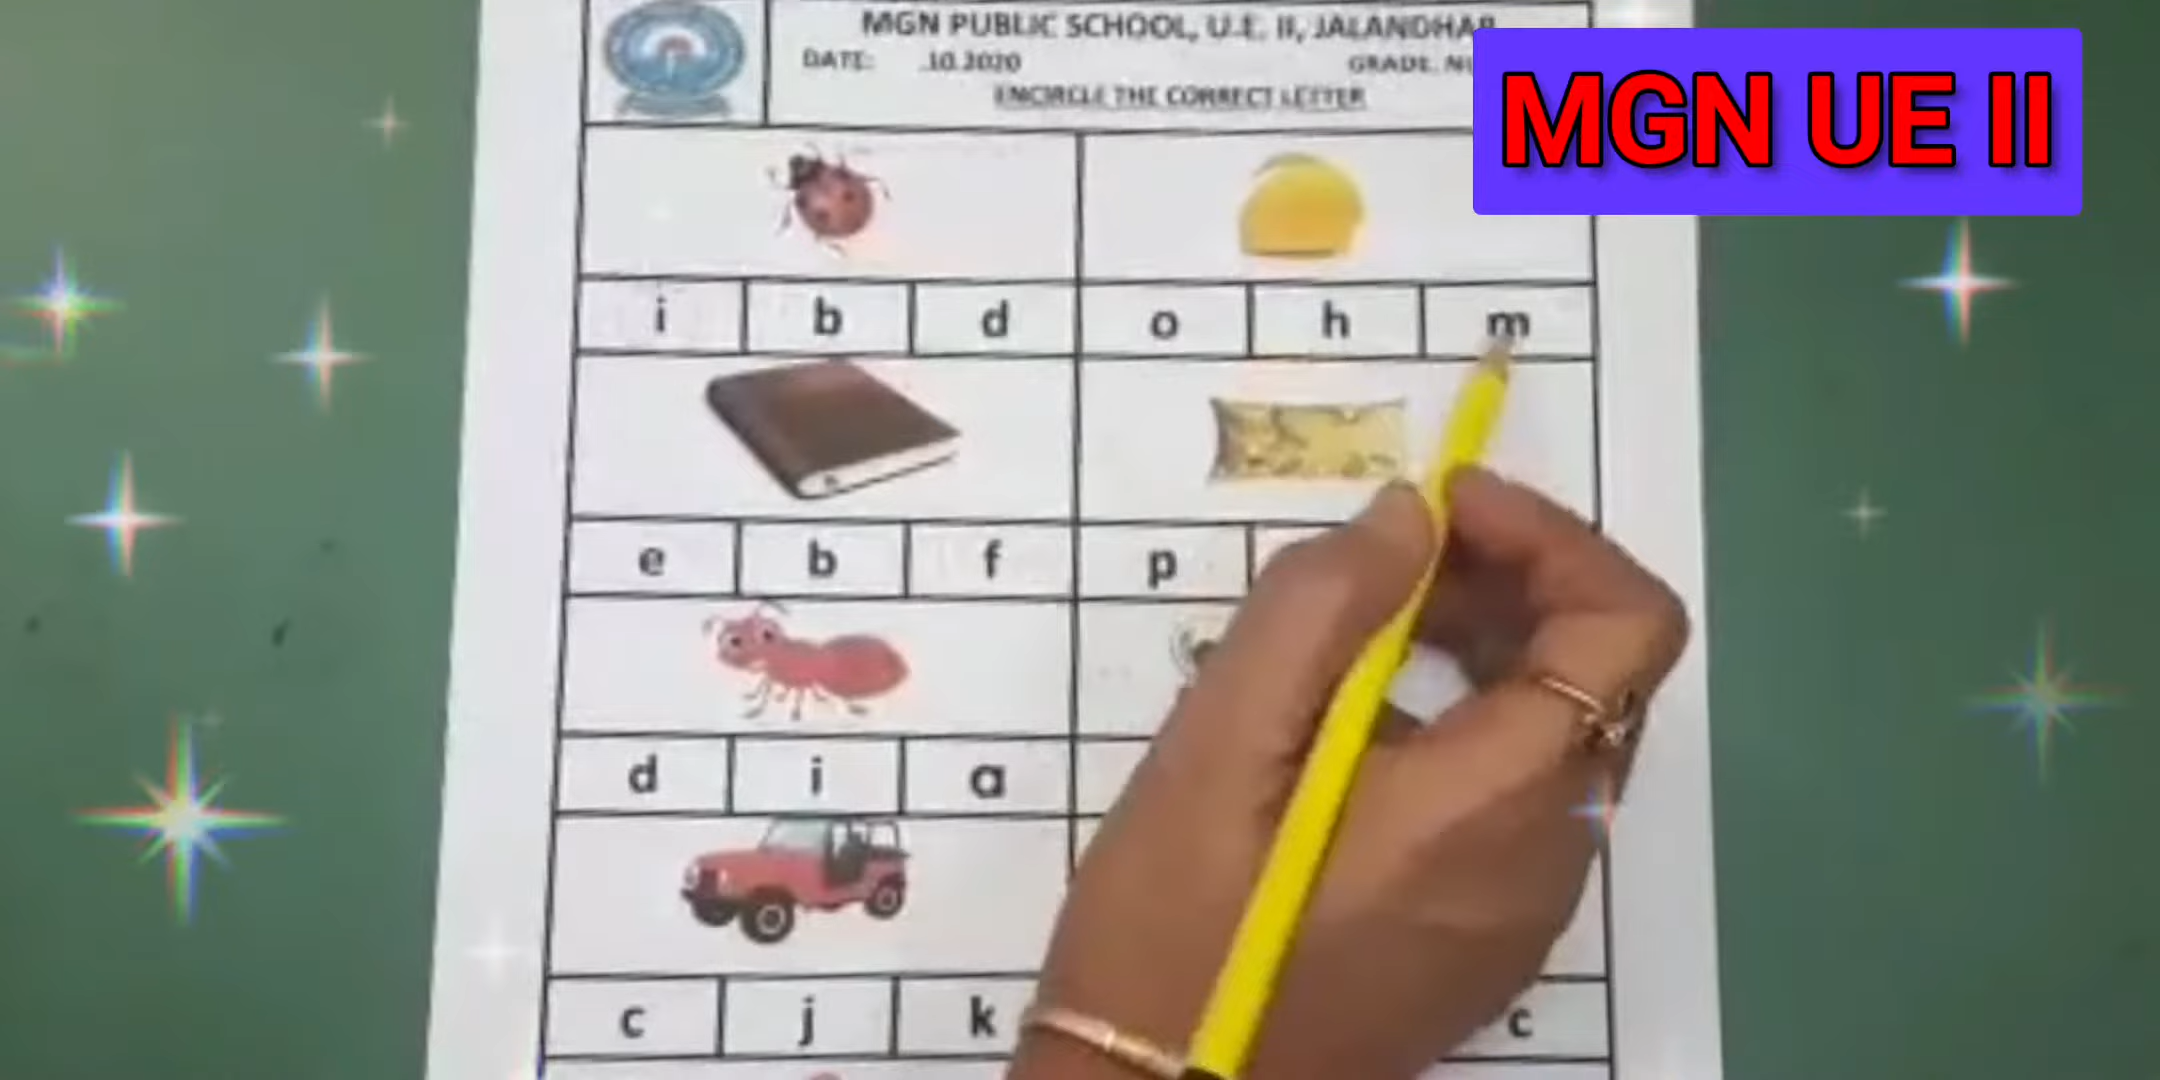 MGN PUBLIC SCHOOL, U.E. II, JALANDHAR
DATE: .10.2020 GRADE.
ENCIRCLE THE CORRECT LETTER
MGN UE II
i b d o h m
e b f p
d i a
c j k c